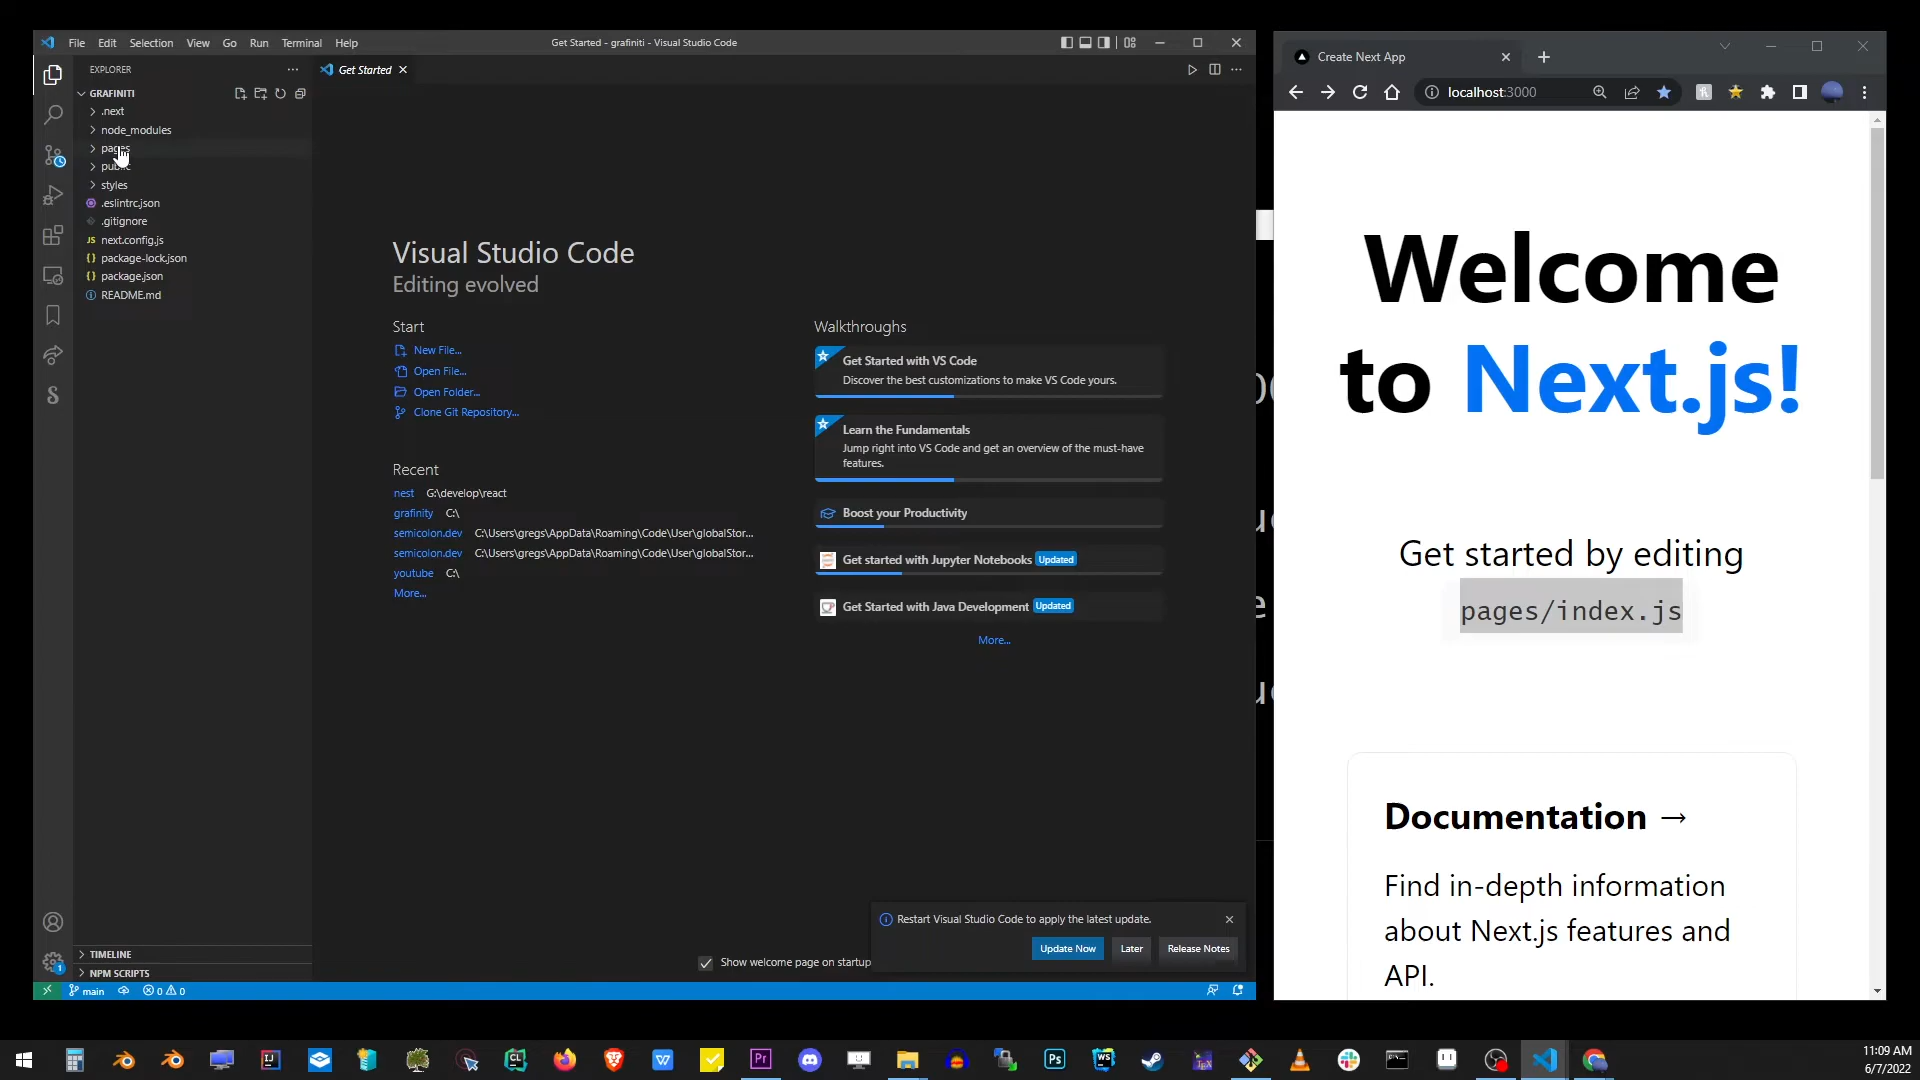 File Edit Selection View Go Run Terminal Help
Get Started - grafiniti - Visual Studio Code
EXPLORER
Get Started
GRAFINITI
.next
node_modules
pages
styles
.eslintrc.json
.gitignore
next.config.js
package-lock.json
package.json
README.md
TIMELINE
NPM SCRIPTS
Visual Studio Code
Editing evolved
Start
New File...
Open File...
Open Folder...
Clone Git Repository...
Recent
nest G:\develop\react
grafinity C:\
semicolon.dev C:\Users\gregs\AppData\Roaming\Code\User\globalStor...
semicolon.dev C:\Users\gregs\AppData\Roaming\Code\User\globalStor...
youtube C:\
More...
Walkthroughs
Get Started with VS Code
Discover the best customizations to make VS Code yours.
Learn the Fundamentals
Jump right into VS Code and get an overview of the must-have
features.
Boost your Productivity
Get started with Jupyter Notebooks Updated
Get Started with Java Development Updated
More...
Restart Visual Studio Code to apply the latest update.
Update Now Later Release Notes
Show welcome page on startup
main 0 0
Create Next App
localhost:3000
Welcome
to Next.js!
Get started by editing
pages/index.js
Documentation →
Find in-depth information
about Next.js features and
API.
11:09 AM
6/7/2022